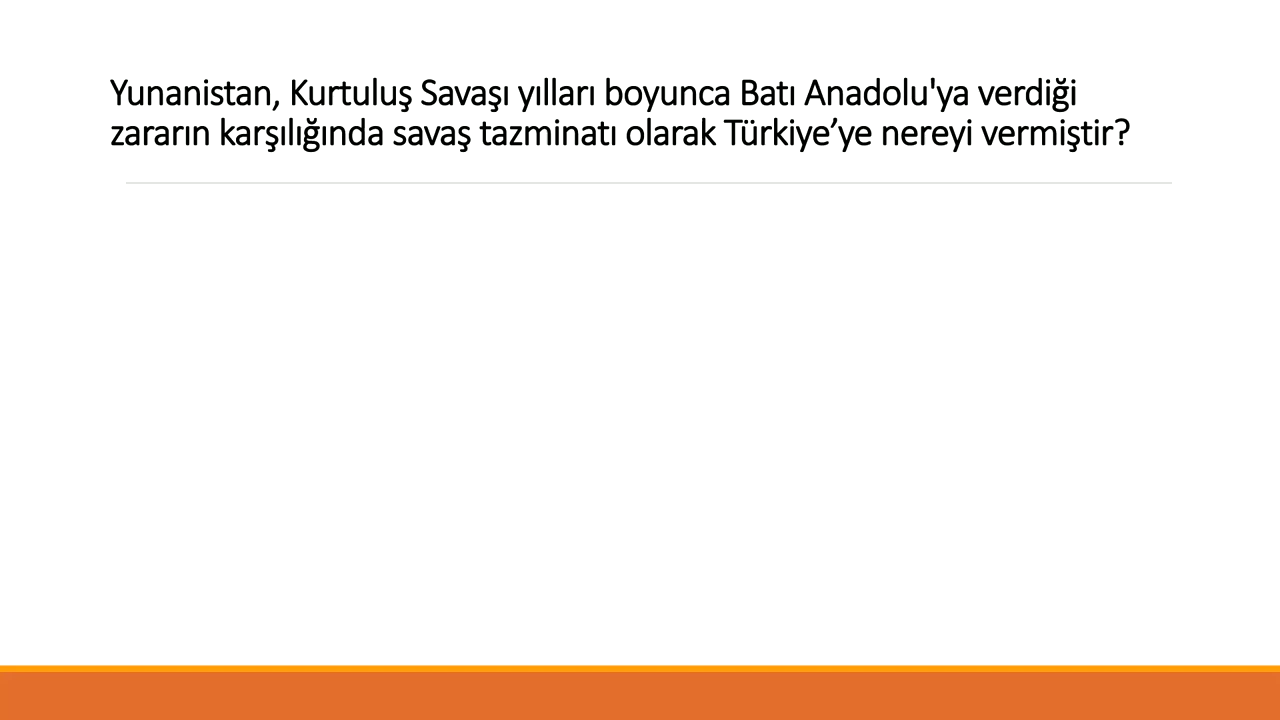 Yunanistan, Kurtuluş Savaşı yılları boyunca Batı Anadolu'ya verdiği
zararın karşılığında savaş tazminatı olarak Türkiye’ye nereyi vermiştir?